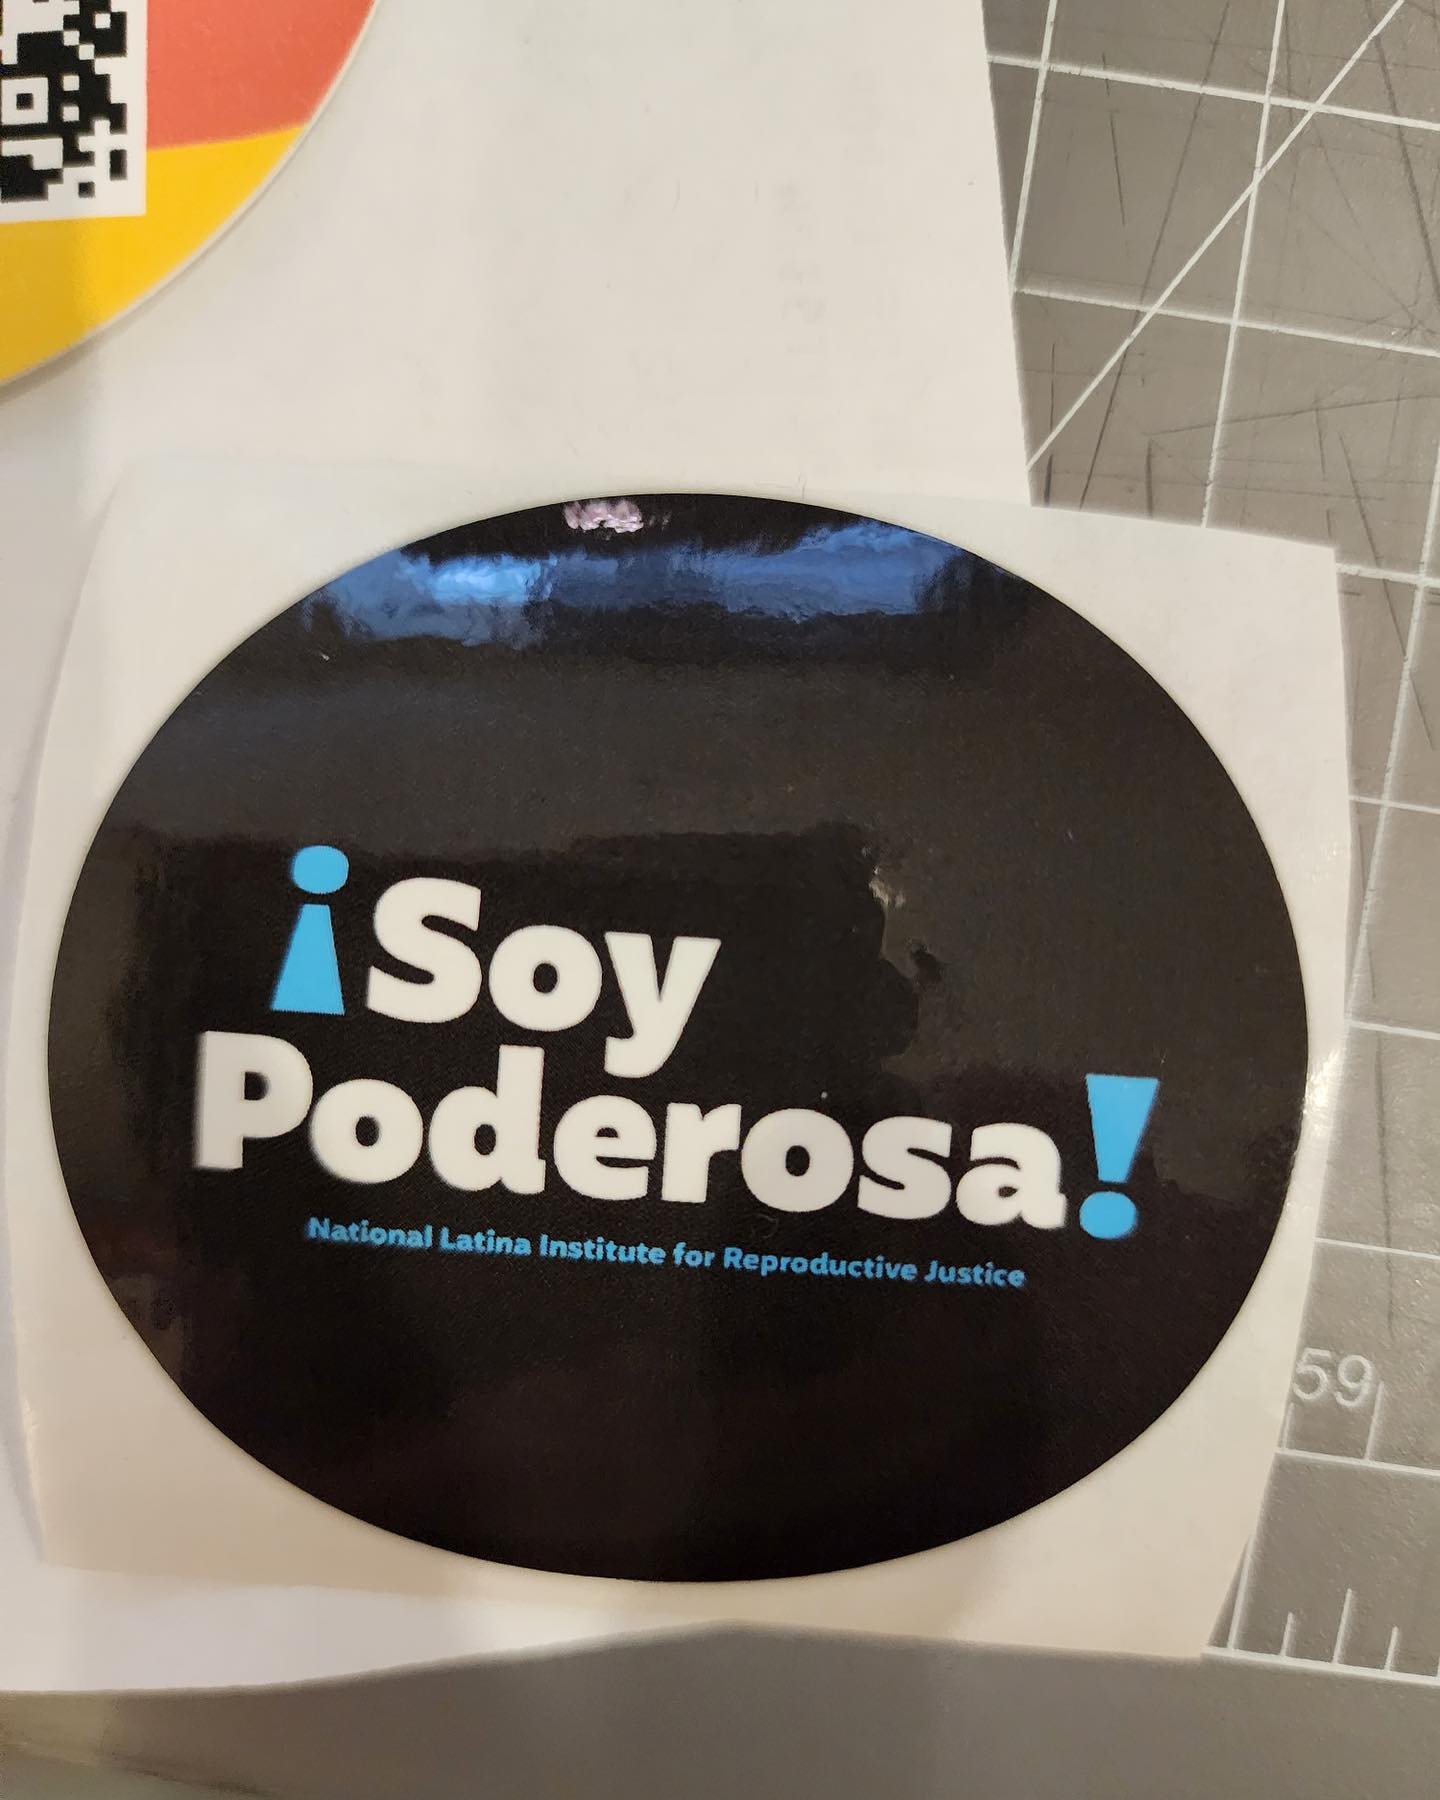 ¡Soy
Poderosa!
National Latina Institute for Reproductive Justice
59